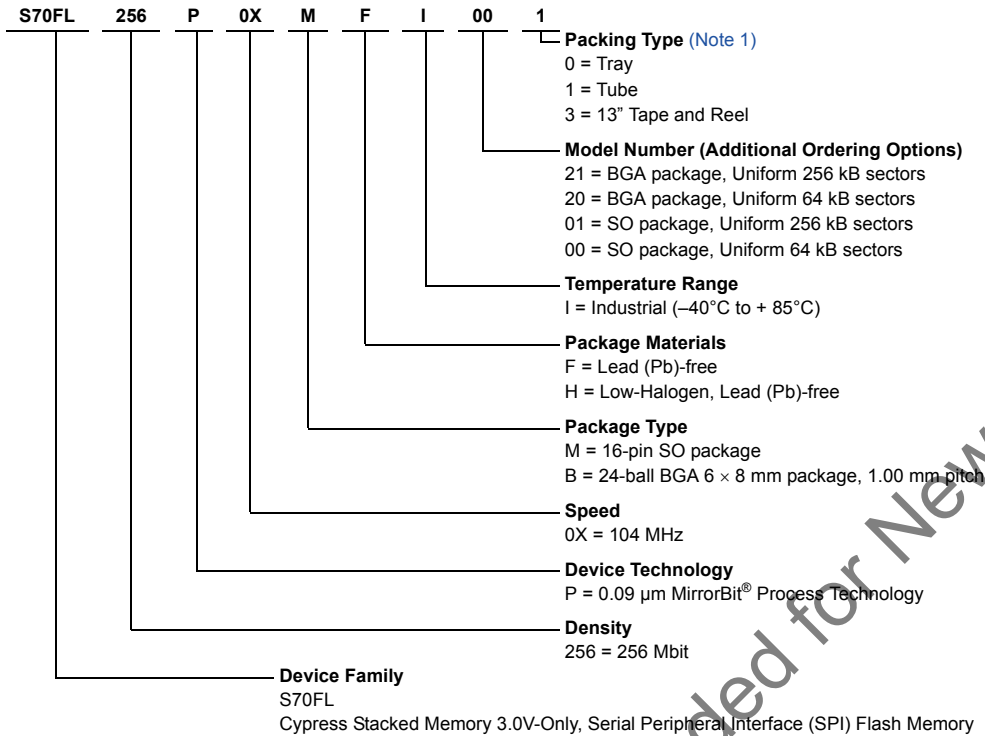 S70FL 256 P 0X M F I 00 1
Packing Type (Note 1)
0 = Tray
1 = Tube
3 = 13” Tape and Reel
Model Number (Additional Ordering Options)
21 = BGA package, Uniform 256 kB sectors
20 = BGA package, Uniform 64 kB sectors
01 = SO package, Uniform 256 kB sectors
00 = SO package, Uniform 64 kB sectors
Temperature Range
I = Industrial (–40°C to + 85°C)
Package Materials
F = Lead (Pb)-free
H = Low-Halogen, Lead (Pb)-free
Package Type
M = 16-pin SO package
B = 24-ball BGA 6 × 8 mm package, 1.00 mm pitch
Speed
0X = 104 MHz
Device Technology
P = 0.09 µm MirrorBit® Process Technology
Density
256 = 256 Mbit
Device Family
S70FL
Cypress Stacked Memory 3.0V-Only, Serial Peripheral Interface (SPI) Flash Memory
ded for New